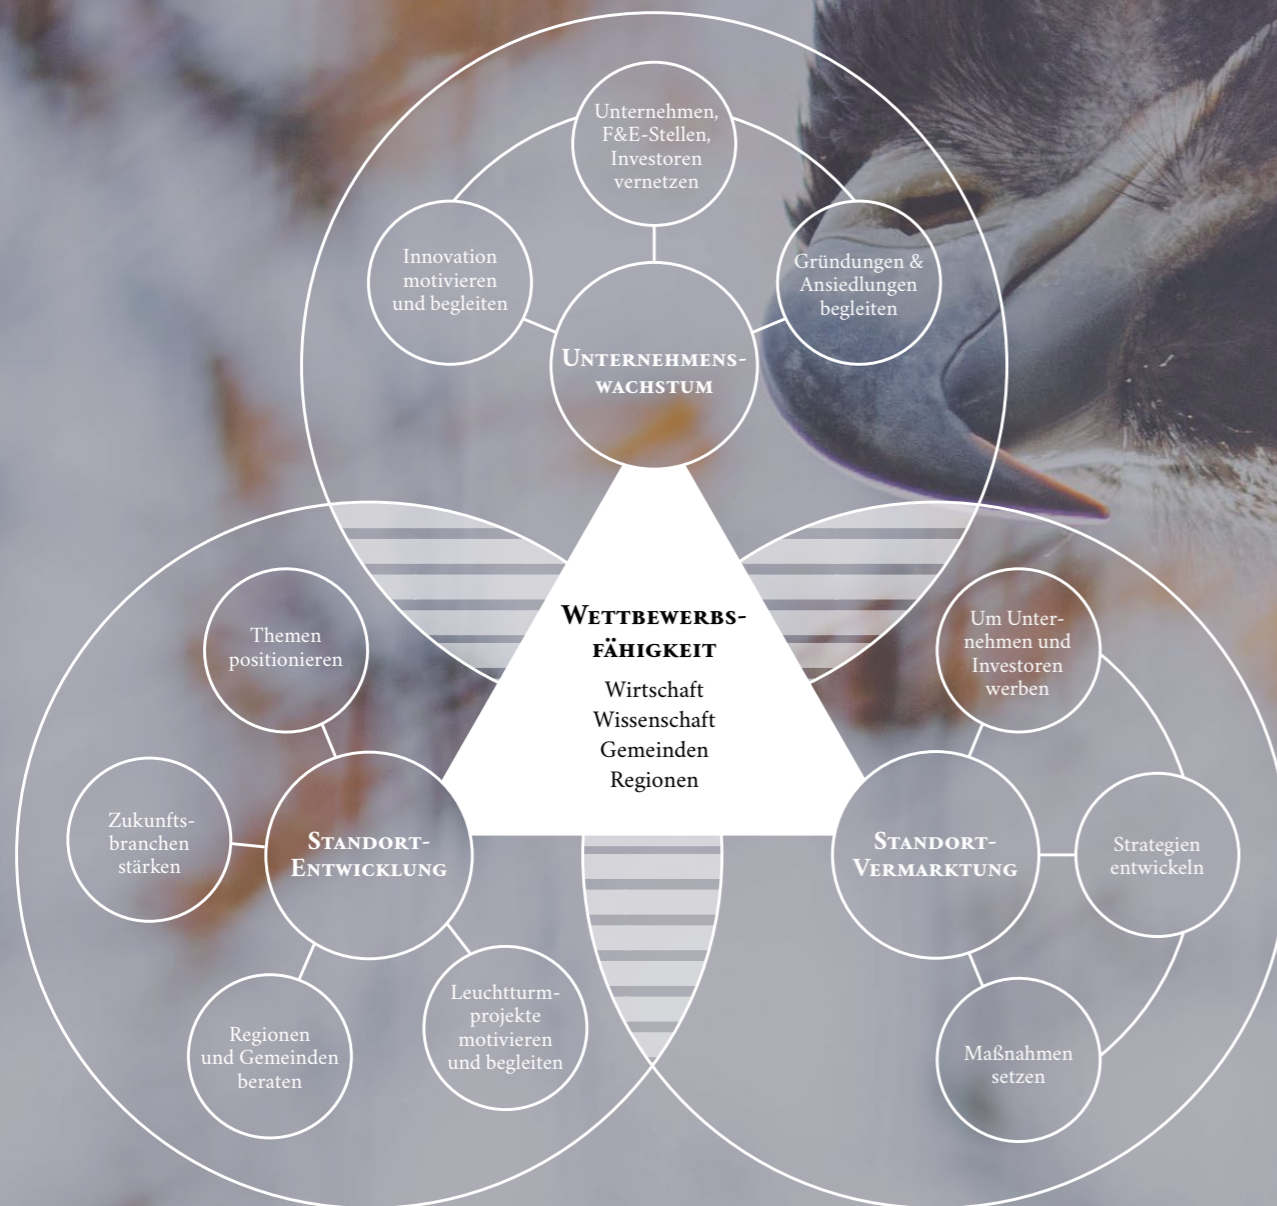 Unternehmen,
F&E-Stellen,
Investoren
vernetzen
Innovation
motivieren
und begleiten
Gründungen &
Ansiedlungen
begleiten
Unternehmens-
wachstum
Wettbewerbs-
fähigkeit
Wirtschaft
Wissenschaft
Gemeinden
Regionen
Themen
positionieren
Zukunfts-
branchen
stärken
Standort-
Entwicklung
Regionen
und Gemeinden
beraten
Leuchtturm-
projekte
motivieren
und begleiten
Um Unter-
nehmen und
Investoren
werben
Standort-
Vermarktung
Strategien
entwickeln
Maßnahmen
setzen